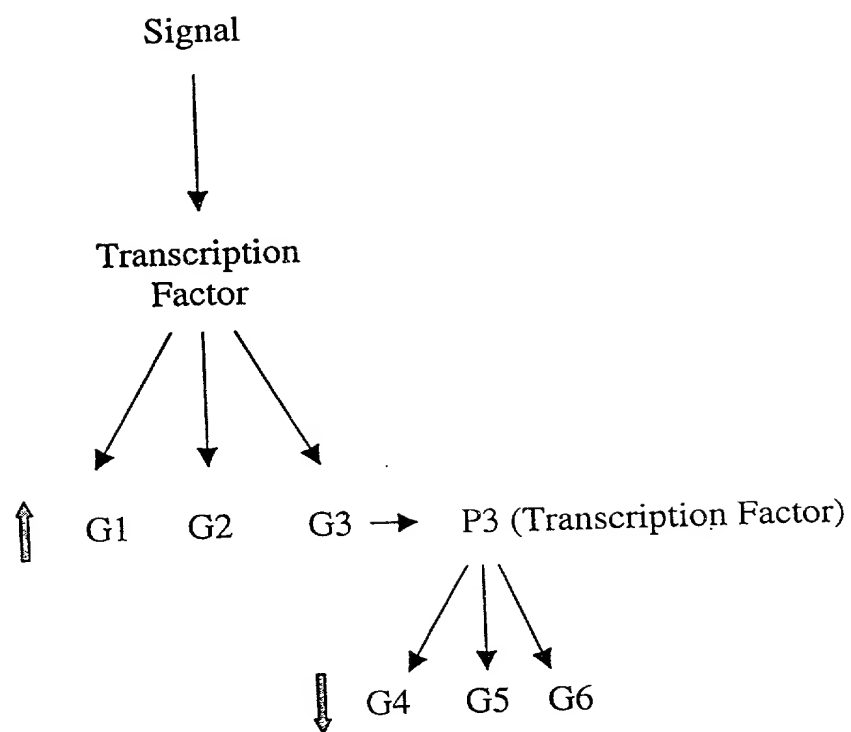 Signal
Transcription
Factor
G1 G2 G3 P3 (Transcription Factor)
G4 G5 G6